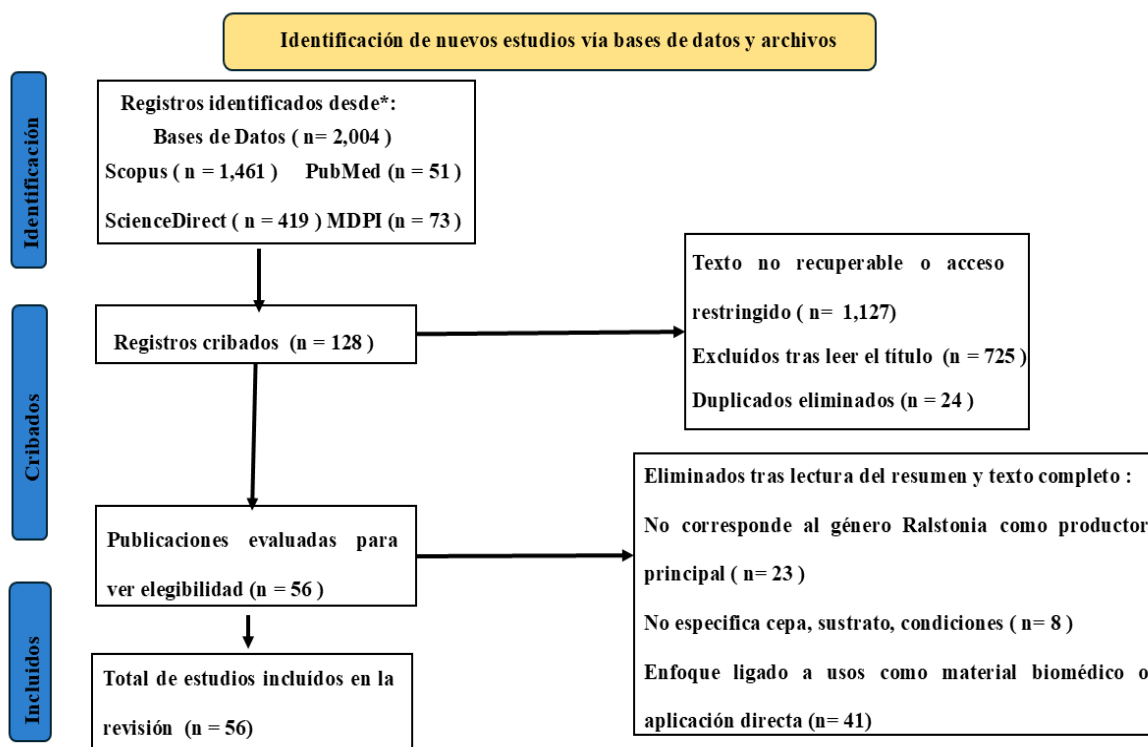 Identificación de nuevos estudios vía bases de datos y archivos
Identificación
Registros identificados desde*:
Bases de Datos ( n= 2,004 )
Scopus ( n = 1,461 ) PubMed (n = 51 )
ScienceDirect ( n = 419 ) MDPI (n = 73 )
Cribados
Registros cribados (n = 128 )
Texto no recuperable o acceso
restringido ( n= 1,127)
Excluídos tras leer el título (n = 725 )
Duplicados eliminados (n = 24 )
Publicaciones evaluadas para
ver elegibilidad (n = 56 )
Eliminados tras lectura del resumen y texto completo :
No corresponde al género Ralstonia como productor
principal ( n= 23 )
No especifica cepa, sustrato, condiciones ( n= 8 )
Enfoque ligado a usos como material biomédico o
aplicación directa (n= 41)
Incluidos
Total de estudios incluídos en la
revisión (n = 56)